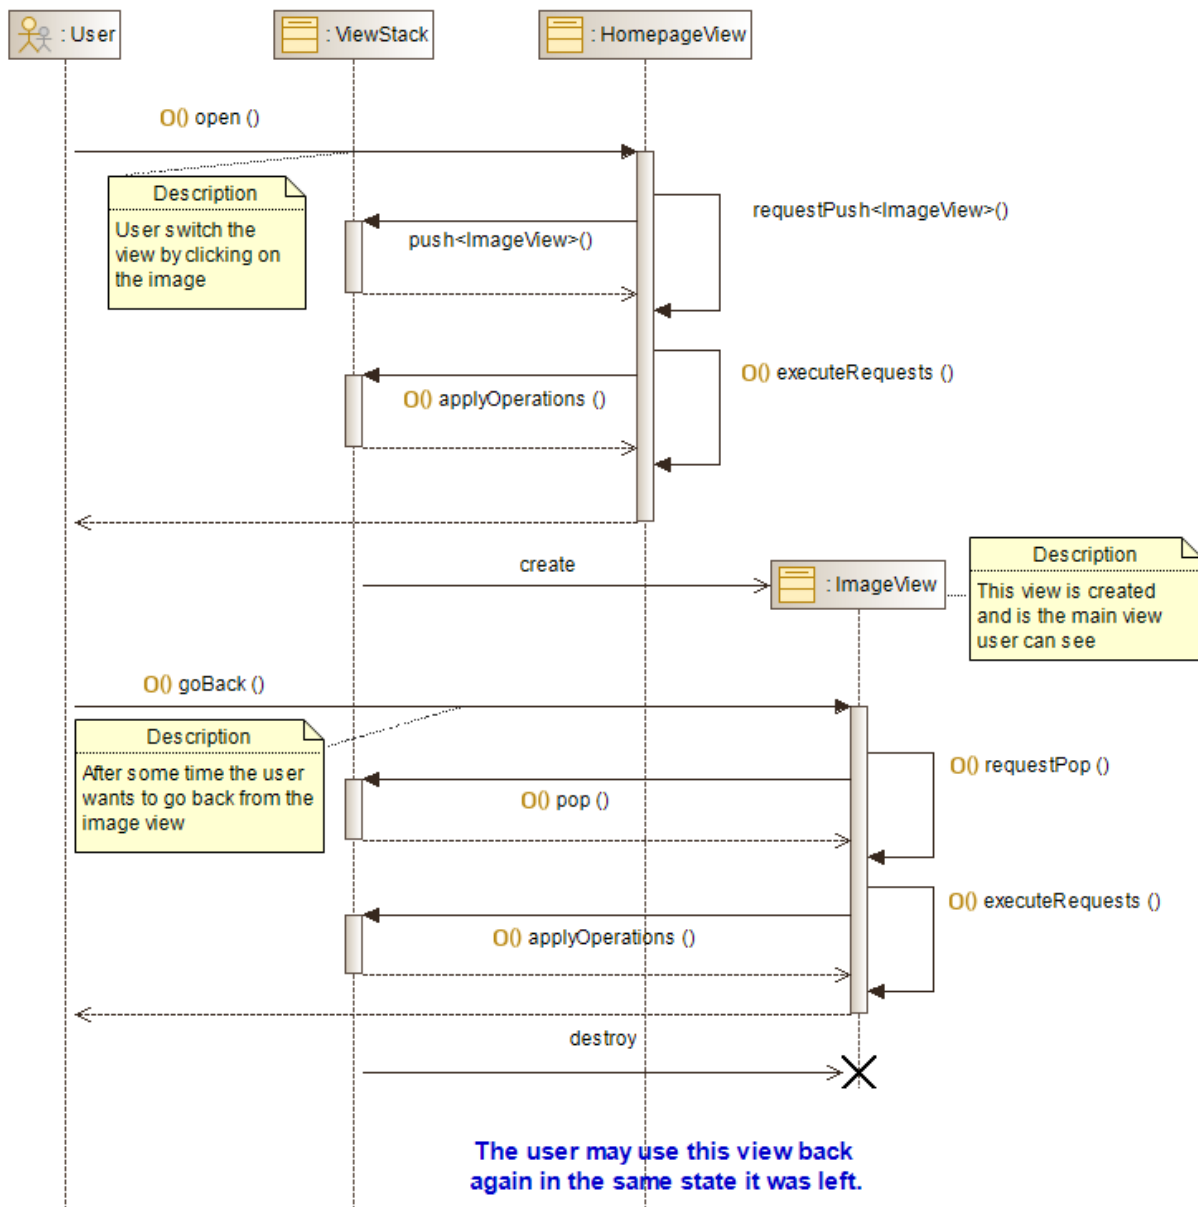 : User
: ViewStack
: HomepageView
O() open ()
Description
User switch the
view by clicking on
the image
requestPush<ImageView>()
push<ImageView>()
O() executeRequests ()
O() applyOperations ()
create
: ImageView
Description
This view is created
and is the main view
user can see
O() goBack ()
Description
After some time the user
wants to go back from the
image view
O() requestPop ()
O() pop ()
O() executeRequests ()
O() applyOperations ()
destroy
The user may use this view back
again in the same state it was left.